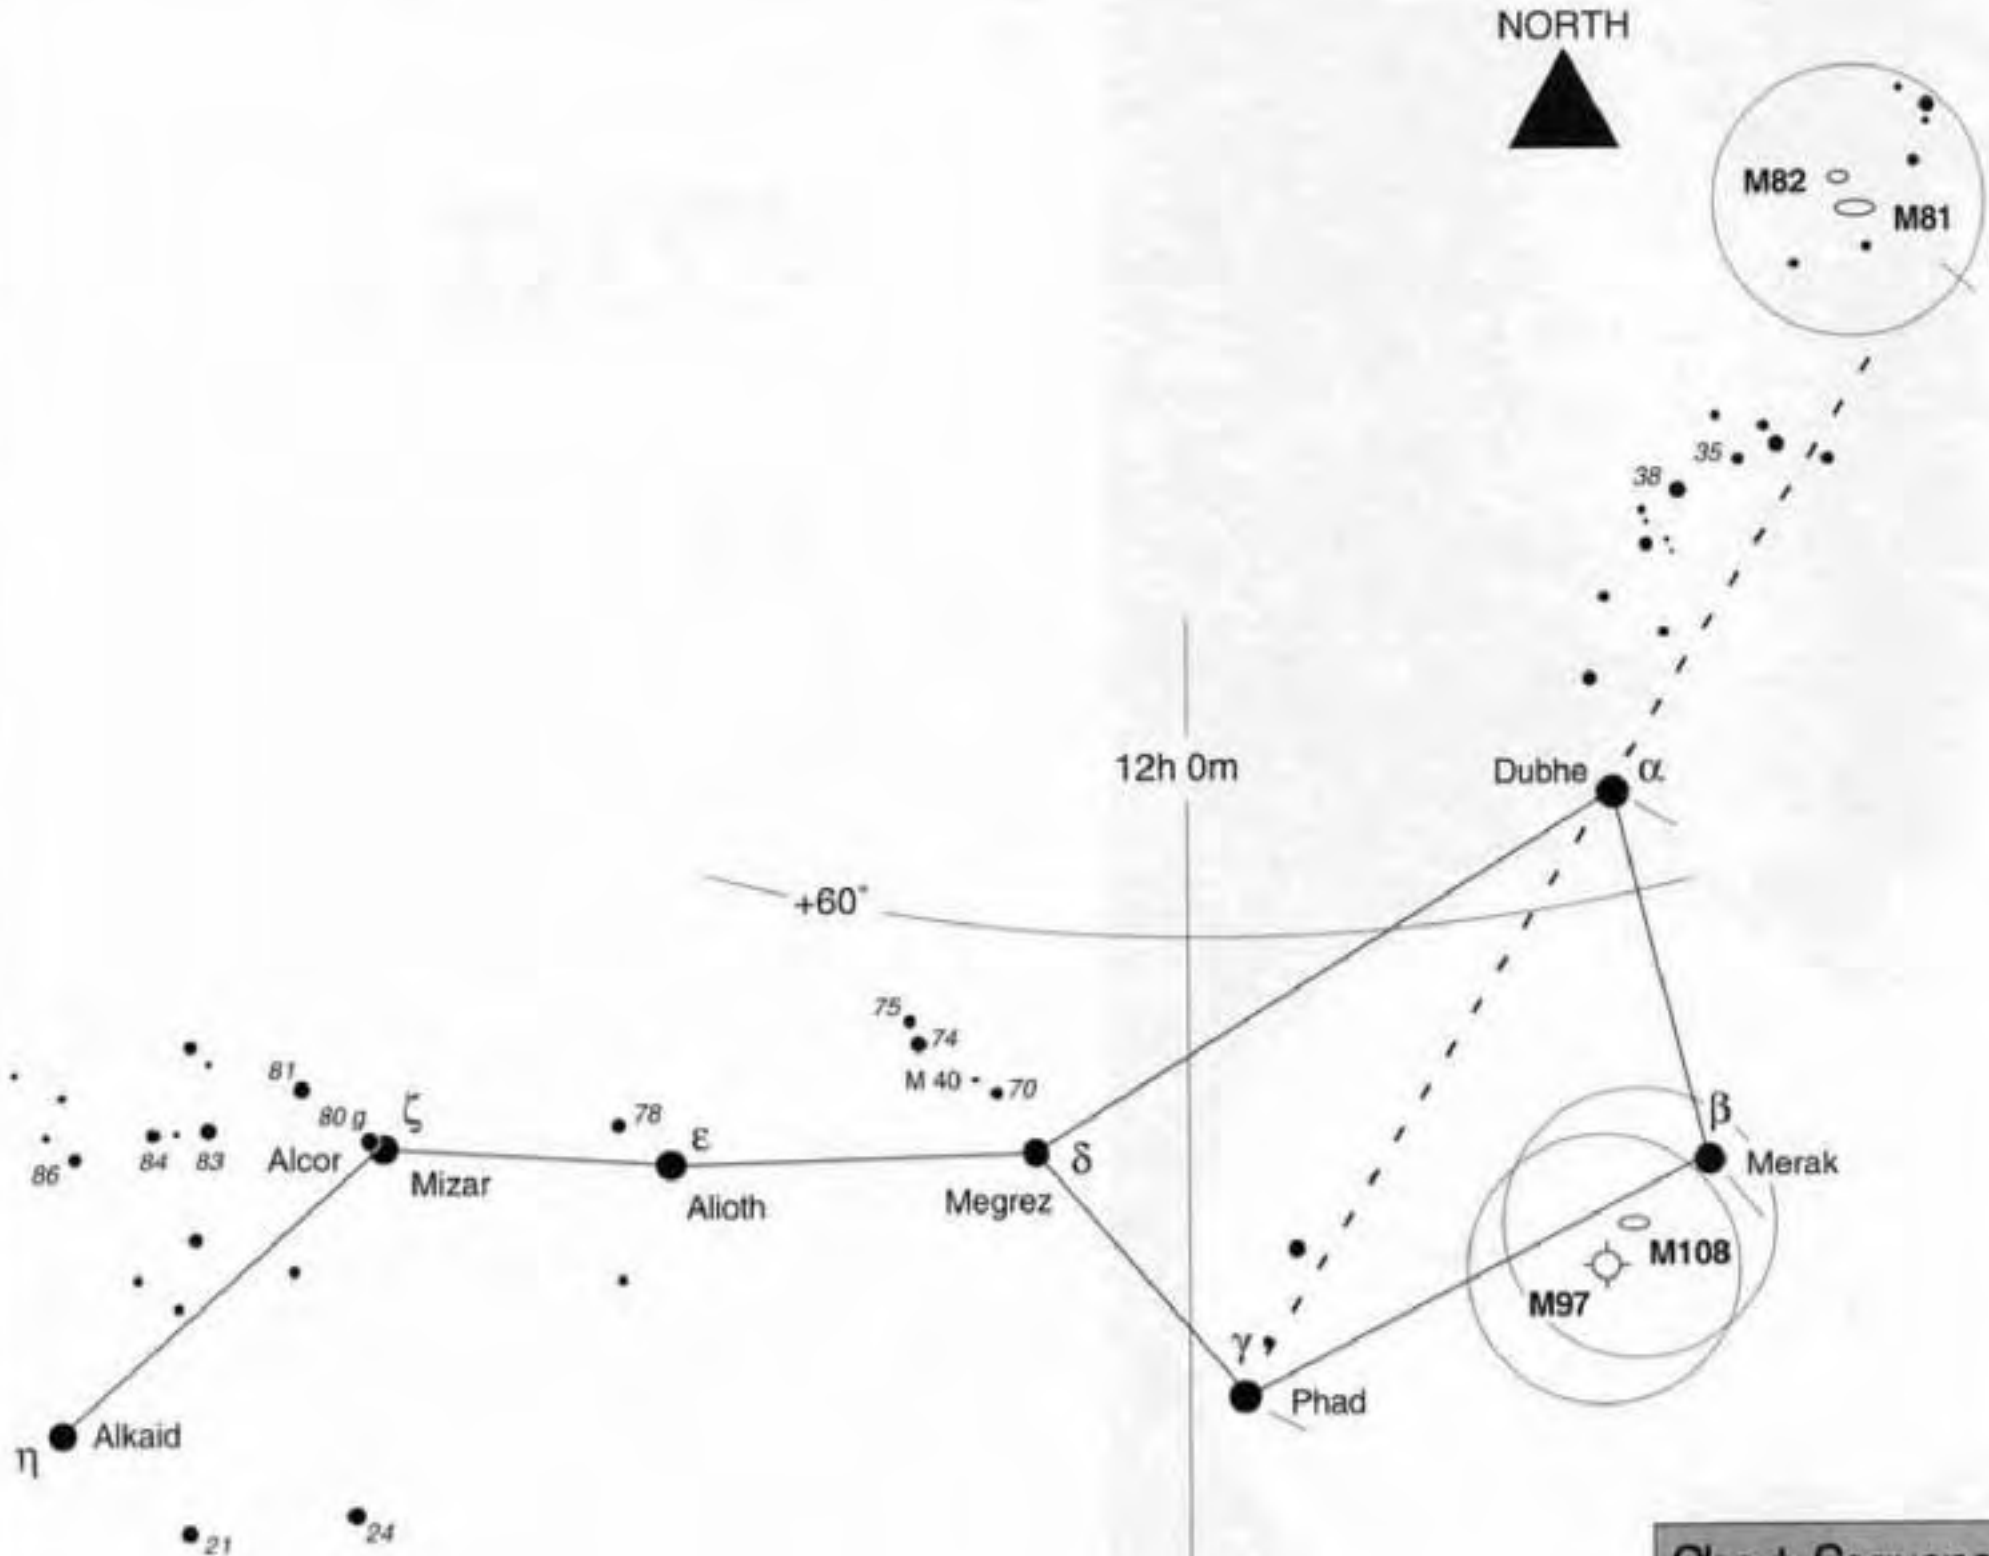 NORTH
M82
M81
35
38
12h 0m
Dubhe α
+60°
75
74
M 40
70
81
80 g
ζ
78
ε
86
84
83
Alcor
Mizar
Alioth
Megrez
δ
β
Merak
M108
M97
γ
Phad
η
Alkaid
21
24